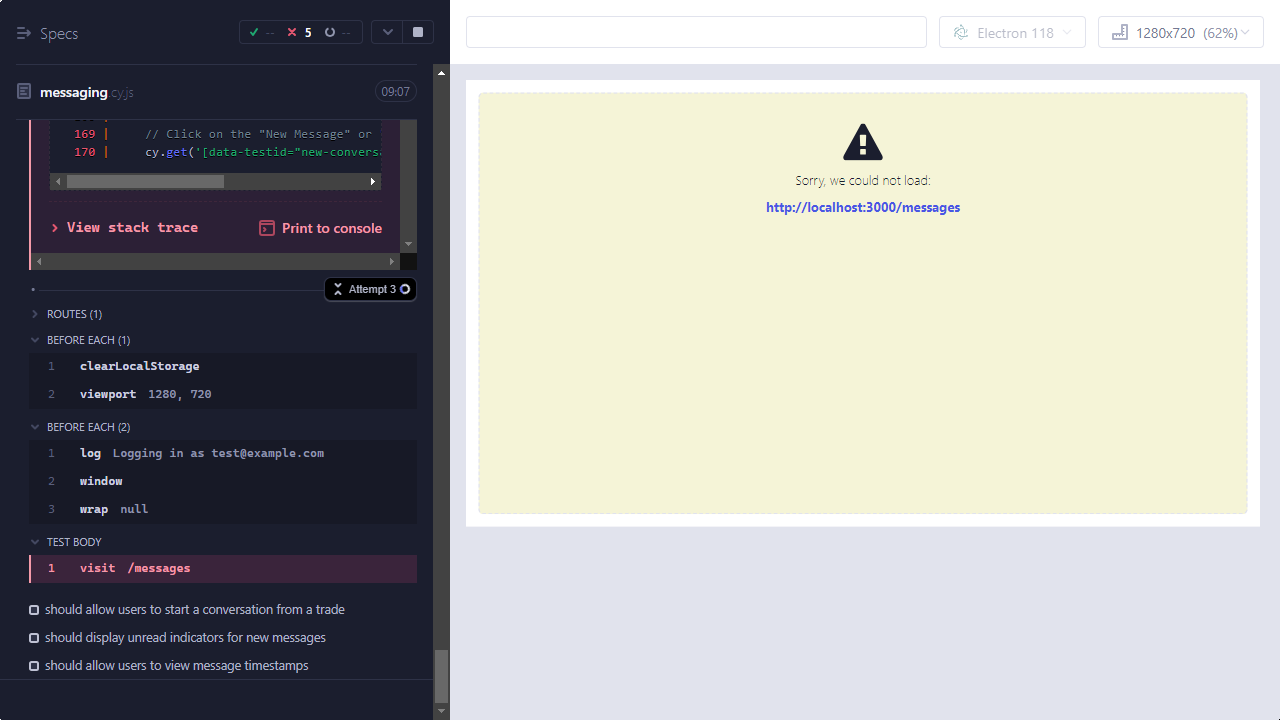 Specs
-- 5 --
messaging.cy.js 09:07
169 | // Click on the "New Message" or
170 | cy.get('[data-testid="new-convers
View stack trace Print to console
Attempt 3
ROUTES (1)
BEFORE EACH (1)
1 clearLocalStorage
2 viewport 1280, 720
BEFORE EACH (2)
1 log Logging in as test@example.com
2 window
3 wrap null
TEST BODY
1 visit /messages
should allow users to start a conversation from a trade
should display unread indicators for new messages
should allow users to view message timestamps
Electron 118
1280x720 (62%)
Sorry, we could not load:
http://localhost:3000/messages